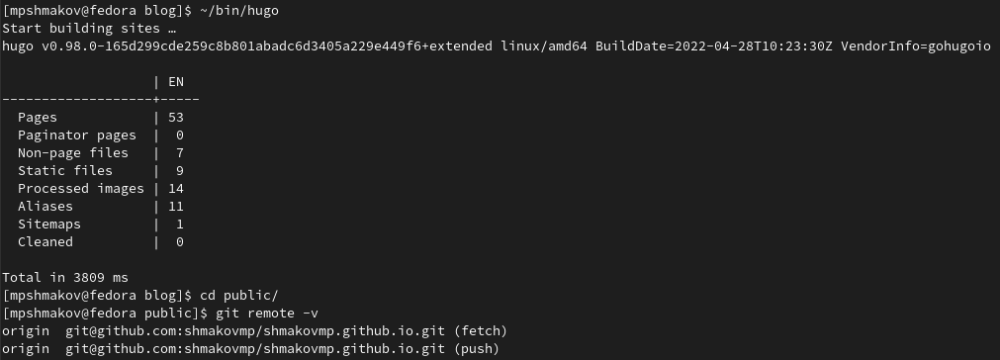 [mpshmakov@fedora blog]$ ~/bin/hugo
Start building sites …
hugo v0.98.0-165d299cde259c8b801abadc6d3405a229e449f6+extended linux/amd64 BuildDate=2022-04-28T10:23:30Z VendorInfo=gohugoio

                   | EN
-------------------+-----
  Pages            | 53
  Paginator pages  |  0
  Non-page files   |  7
  Static files     |  9
  Processed images | 14
  Aliases          | 11
  Sitemaps         |  1
  Cleaned          |  0

Total in 3809 ms
[mpshmakov@fedora blog]$ cd public/
[mpshmakov@fedora public]$ git remote -v
origin  git@github.com:shmakovmp/shmakovmp.github.io.git (fetch)
origin  git@github.com:shmakovmp/shmakovmp.github.io.git (push)